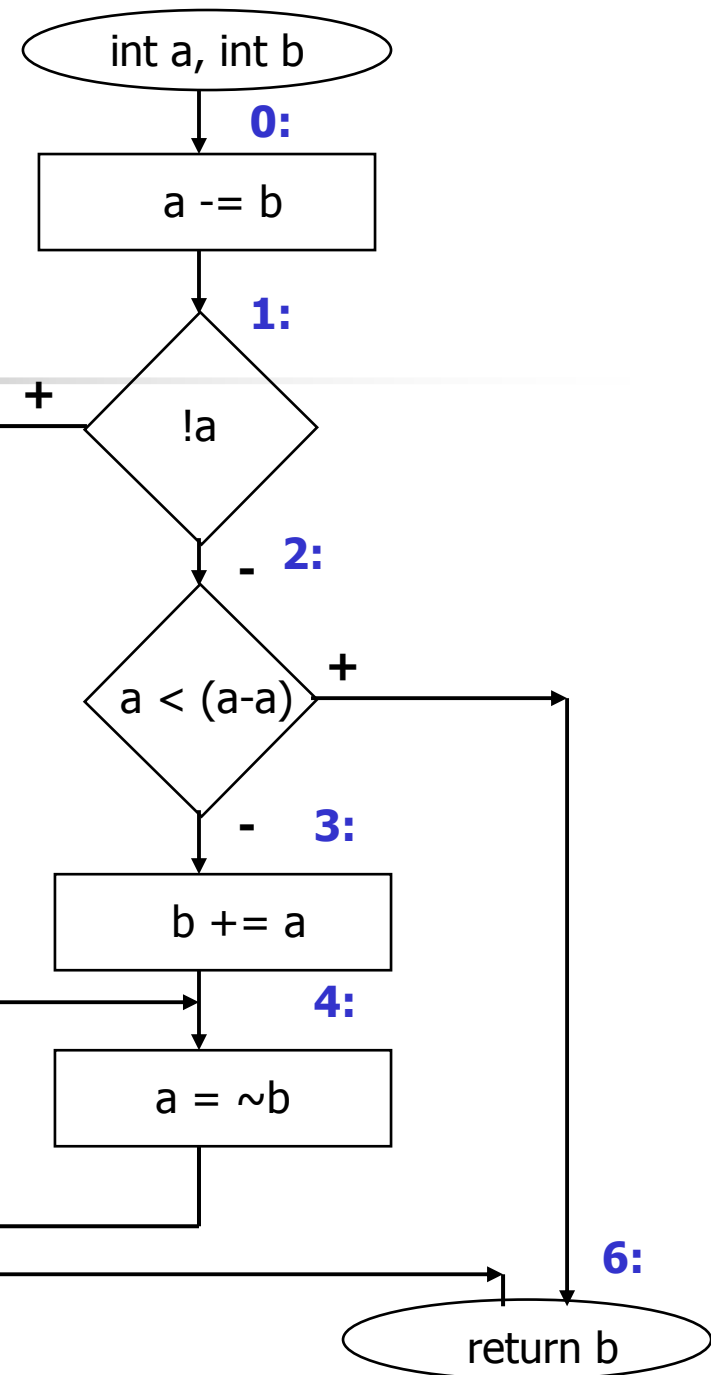 int a, int b
0:
a -= b
1:
+
!a
- 2:
+
a < (a-a)
- 3:
b += a
4:
a = ~b
6:
return b